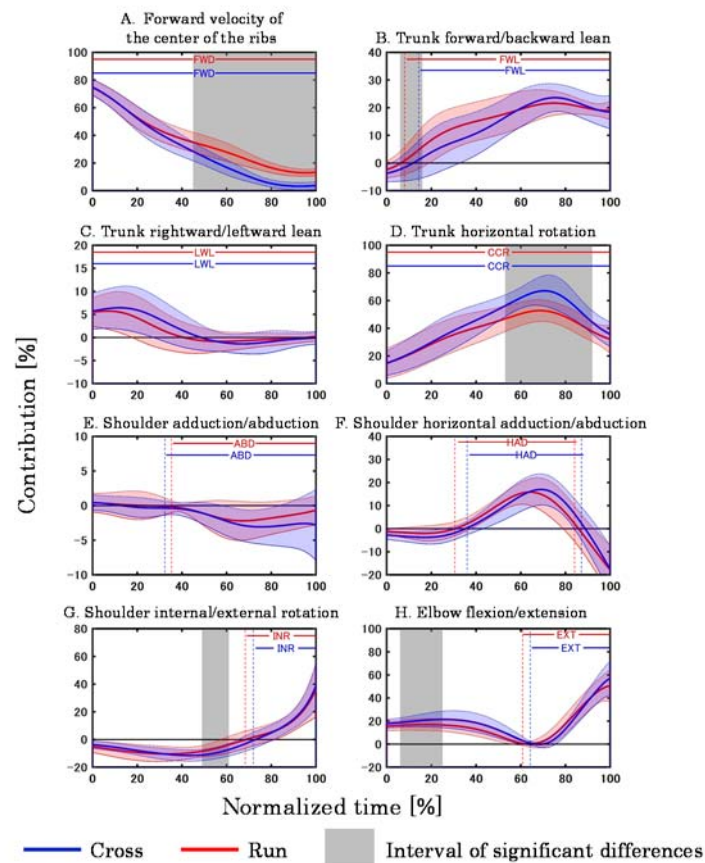 A. Forward velocity of
the center of the ribs
100
80
60
40
20
0
FWD
FWD
0 20 40 60 80 100
B. Trunk forward/backward lean
40
30
20
10
0
-10
FWL
FWL
0 20 40 60 80 100
C. Trunk rightward/leftward lean
20
15
10
5
0
-5
-10
LWL
LWL
0 20 40 60 80 100
D. Trunk horizontal rotation
100
80
60
40
20
0
CCR
CCR
0 20 40 60 80 100
E. Shoulder adduction/abduction
10
5
0
-5
-10
ABD
ABD
0 20 40 60 80 100
F. Shoulder horizontal adduction/abduction
40
30
20
10
0
-10
-20
HAD
HAD
0 20 40 60 80 100
G. Shoulder internal/external rotation
80
60
40
20
0
-20
INR
INR
0 20 40 60 80 100
H. Elbow flexion/extension
100
80
60
40
20
0
-20
EXT
EXT
0 20 40 60 80 100
Contribution [%]
Normalized time [%]
Cross Run Interval of significant differences